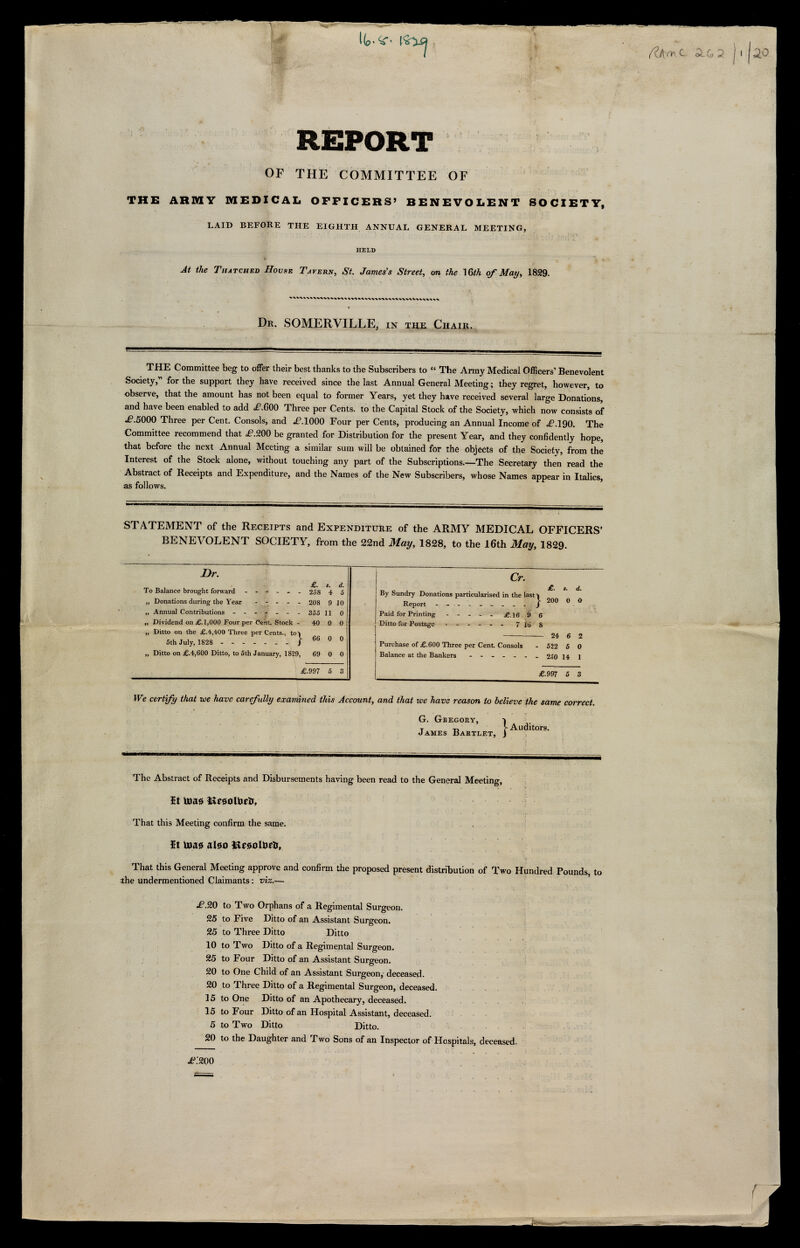 16.5.1829
RAMC 262/1/20
REPORT
OF THE COMMITTEE OF
THE ARMY MEDICAL OFFICERS' BENEVOLENT SOCIETY,
LAID BEFORE THE EIGHTH ANNUAL GENERAL MEETING,
HELD
At the THATCHED HOUSE TAVERN, St. James's Street, on the 16th of May, 1829.
DR. SOMERVILLE, IN THE CHAIR.
THE Committee beg to offer their best thanks to the Subscribers to "The Army Medical Officers' Benevolent
Society," for the support they have received since the last Annual General Meeting; they regret, however, to
observe, that the amount has not been equal to former Years, yet they have received several large Donations,
and have been enabled to add £.600 Three per Cents. to the Capital Stock of the Society, which now consists of
£.5000 Three per Cent. Consols, and £.1000 Four per Cents, producing an Annual Income of £.190. The
Committee recommend that £.200 be granted for Distribution for the present Year, and they confidently hope,
that before the next Annual Meeting a similar sum will be obtained for the objects of the Society, from the
Interest of the Stock alone, without touching any part of the Subscriptions.—The Secretary then read the
Abstract of Receipts and Expenditure, and the Names of the New Subscribers, whose Names appear in Italics,
as follows.
STATEMENT of the RECEIPTS and EXPENDITURE of the ARMY MEDICAL OFFICERS'
BENEVOLENT SOCIETY, from the 22nd May, 1828, to the 16th May, 1829.
Dr.
£. s. d.
To Balance brought forward - - - - - - 258 4 5
„ Donations during the Year - - - - - 208 9 10
„ Annual Contributions - - - - - - - 355 11 0
„ Dividend on £.1,000 Four per Cent. Stock - 40 0 0
„ Ditto on the £.4,400 Three per Cents., to }
5th July, 1828 - - - - - - - } 66 0 0
„ Ditto on £.4,600 Ditto, to 5th January, 1829, 69 0 0
£.997 5 3
Cr.
£. s. d.
By Sundry Donations particularised in the last }
Report - - - - - - - - } 200 0 0
Paid for Printing - - - - - £.16 9 6
Ditto for Postage - - - - - - 7 16 8
24 6 2
Purchase of £.600 Three per Cent. Consols - 522 5 0
Balance at the Bankers - - - - - - - 250 14 1
£.997 5 3
We certify that we have carefully examined this Account, and that we have reason to believe the same correct.
G. GREGORY, }
JAMES BARTLET, } Auditors.
The Abstract of Receipts and Disbursements having been read to the General Meeting,
It was Resolved,
That this Meeting confirm the same.
It was also Resolved,
That this General Meeting approve and confirm the proposed present distribution of Two Hundred Pounds, to
the undermentioned Claimants: viz.—
£.20 to Two Orphans of a Regimental Surgeon.
25 to Five Ditto of an Assistant Surgeon.
25 to Three Ditto Ditto
10 to Two Ditto of a Regimental Surgeon.
25 to Four Ditto of an Assistant Surgeon.
20 to One Child of an Assistant Surgeon, deceased.
20 to Three Ditto of a Regimental Surgeon, deceased.
15 to One Ditto of an Apothecary, deceased.
15 to Four Ditto of an Hospital Assistant, deceased.
5 to Two Ditto Ditto.
20 to the Daughter and Two Sons of an Inspector of Hospitals, deceased.
£.200